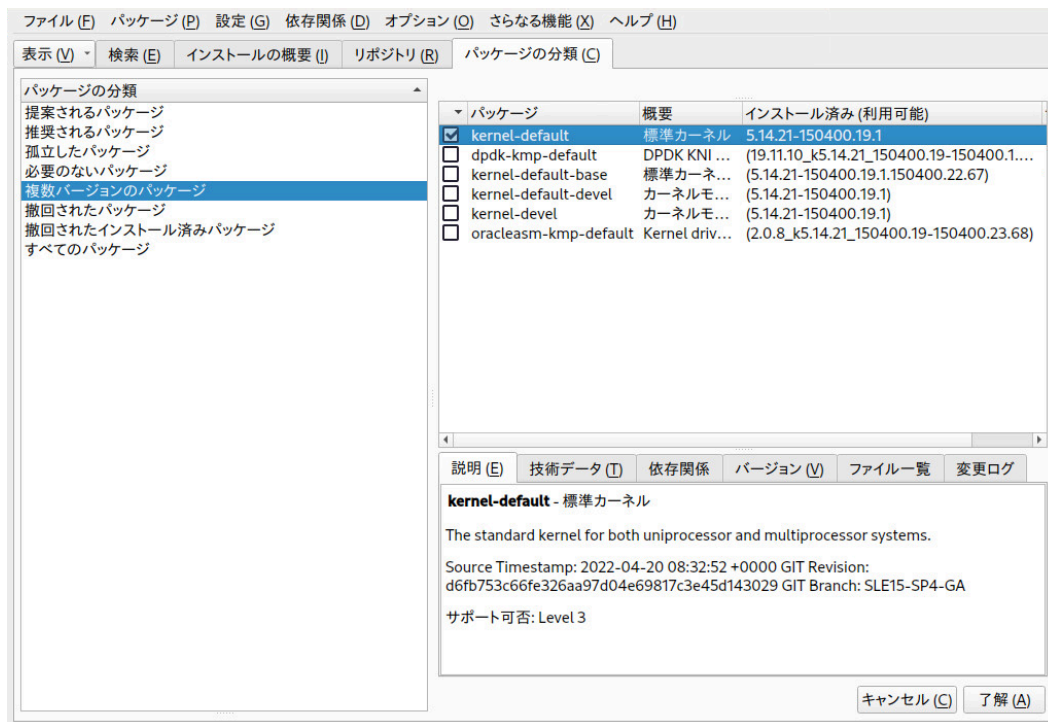 ファイル (F) パッケージ (P) 設定 (G) 依存関係 (D) オプション (O) さらなる機能 (X) ヘルプ (H)
表示 (V) 検索 (E) インストールの概要 (I) リポジトリ (R) パッケージの分類 (C)
パッケージの分類
提案されるパッケージ
推奨されるパッケージ
孤立したパッケージ
必要のないパッケージ
複数バージョンのパッケージ
撤回されたパッケージ
撤回されたインストール済みパッケージ
すべてのパッケージ
パッケージ 概要 インストール済み (利用可能)
kernel-default 標準カーネル 5.14.21-150400.19.1
dpdk-kmp-default DPDK KNI ... (19.11.10_k5.14.21_150400.19-150400.1....
kernel-default-base 標準カーネ... (5.14.21-150400.19.1.150400.22.67)
kernel-default-devel カーネルモ... (5.14.21-150400.19.1)
kernel-devel カーネルモ... (5.14.21-150400.19.1)
oracleasm-kmp-default Kernel driv... (2.0.8_k5.14.21_150400.19-150400.23.68)
説明 (E) 技術データ (T) 依存関係 バージョン (V) ファイル一覧 変更ログ
kernel-default - 標準カーネル
The standard kernel for both uniprocessor and multiprocessor systems.
Source Timestamp: 2022-04-20 08:32:52 +0000 GIT Revision:
d6fb753c66fe326aa97d04e69817c3e45d143029 GIT Branch: SLE15-SP4-GA
サポート可否: Level 3
キャンセル (C) 了解 (A)